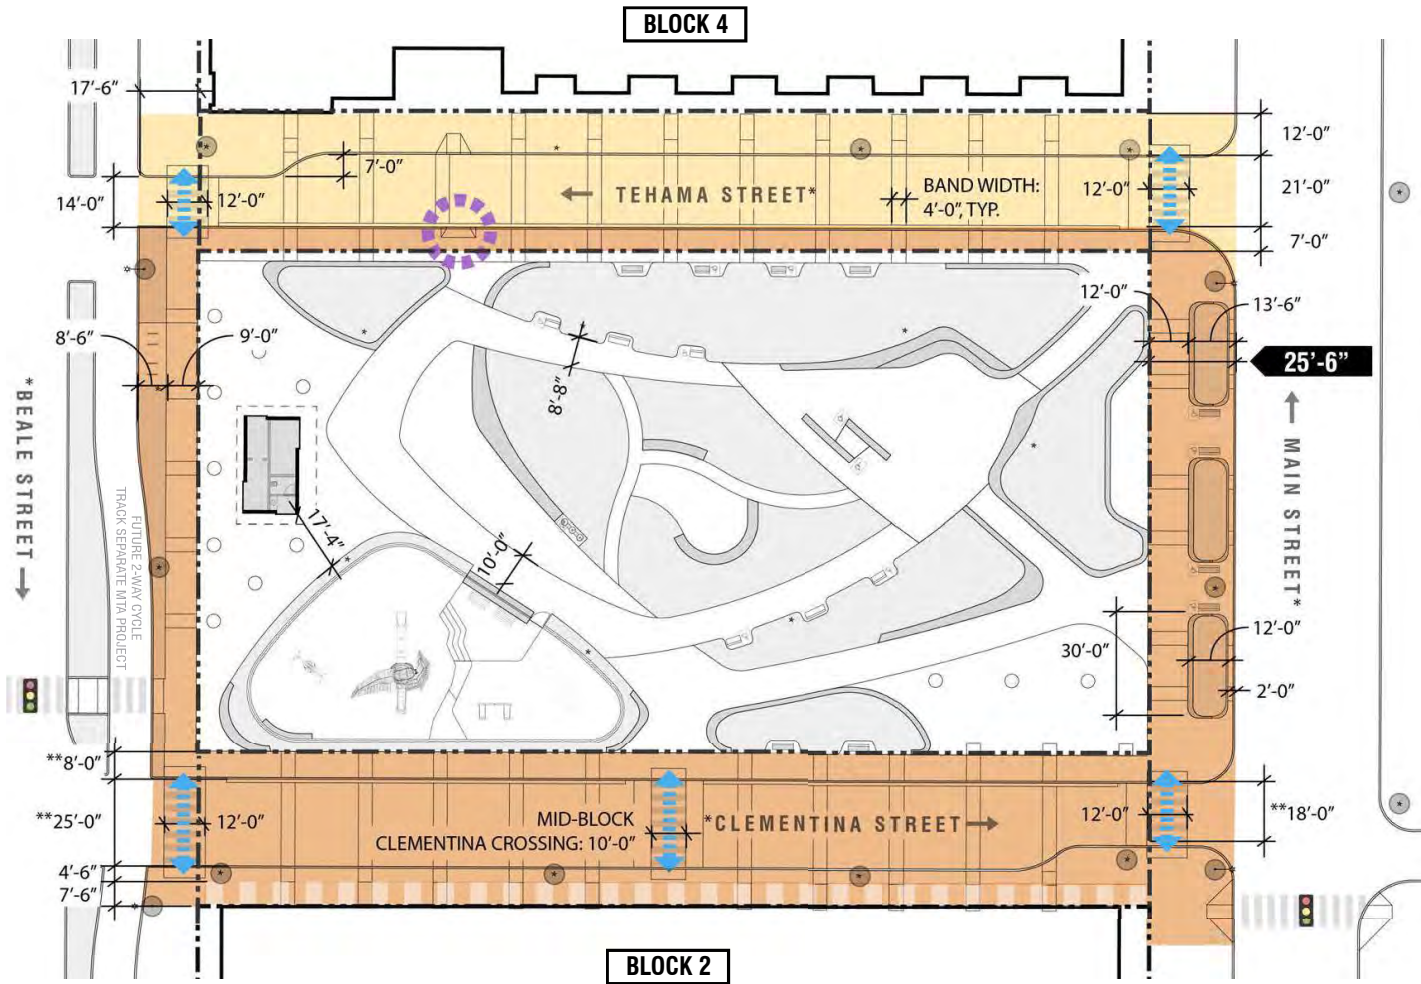 BLOCK 4
17'-6"
12'-0"
7'-0"
14'-0"
12'-0"
← TEHAMA STREET*
BAND WIDTH:
4'-0", TYP.
12'-0"
21'-0"
7'-0"
12'-0"
13'-6"
8'-6"
9'-0"
25'-6"
8'-8"
*BEALE STREET →
← MAIN STREET*
FUTURE 2-WAY CYCLE
TRACK SEPARATE MTA PROJECT
17'-4"
10'-0"
30'-0"
12'-0"
2'-0"
**8'-0"
**25'-0"
12'-0"
MID-BLOCK
CLEMENTINA CROSSING: 10'-0"
*CLEMENTINA STREET →
12'-0"
**18'-0"
4'-6"
7'-6"
BLOCK 2